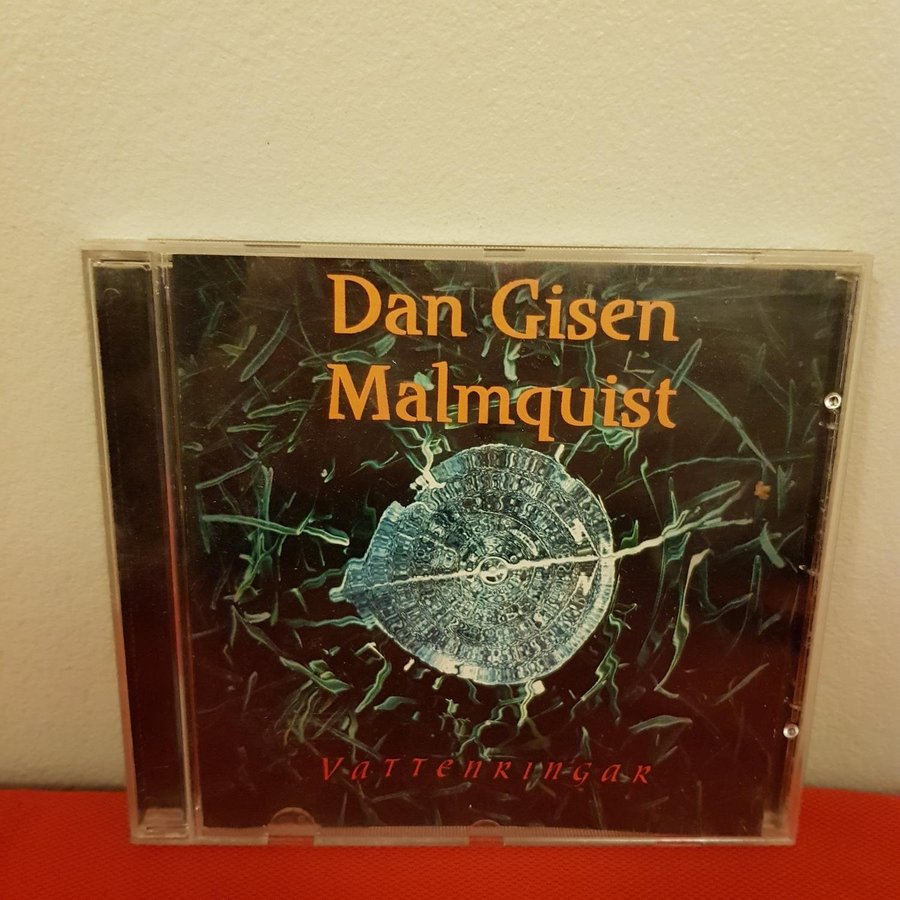 Dan Gisen
Malmquist
Vattenringar